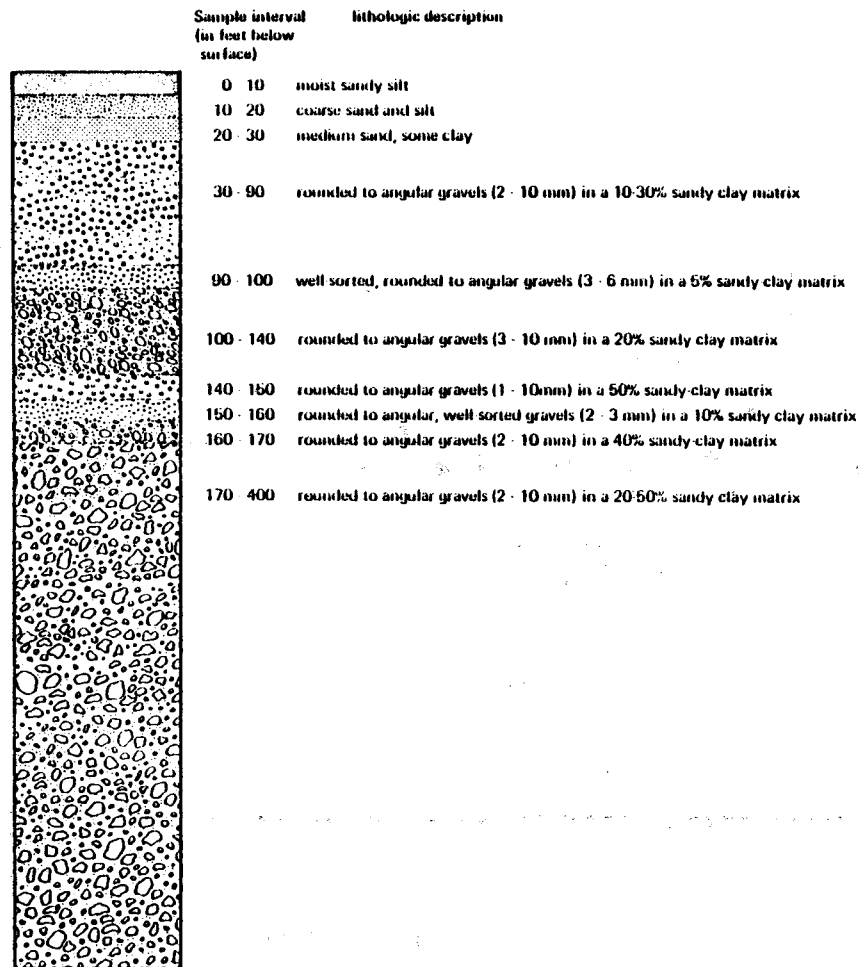 Sample interval lithologic description
(in feet below
surface)
0 - 10 moist sandy silt
10 - 20 coarse sand and silt
20 - 30 medium sand, some clay
30 - 90 rounded to angular gravels (2 - 10 mm) in a 10-30% sandy clay matrix
90 - 100 well-sorted, rounded to angular gravels (3 - 6 mm) in a 5% sandy-clay matrix
100 - 140 rounded to angular gravels (3 - 10 mm) in a 20% sandy clay matrix
140 - 150 rounded to angular gravels (1 - 10mm) in a 50% sandy-clay matrix
150 - 160 rounded to angular, well-sorted gravels (2 - 3 mm) in a 10% sandy clay matrix
160 - 170 rounded to angular gravels (2 - 10 mm) in a 40% sandy-clay matrix
170 - 400 rounded to angular gravels (2 - 10 mm) in a 20-50% sandy clay matrix